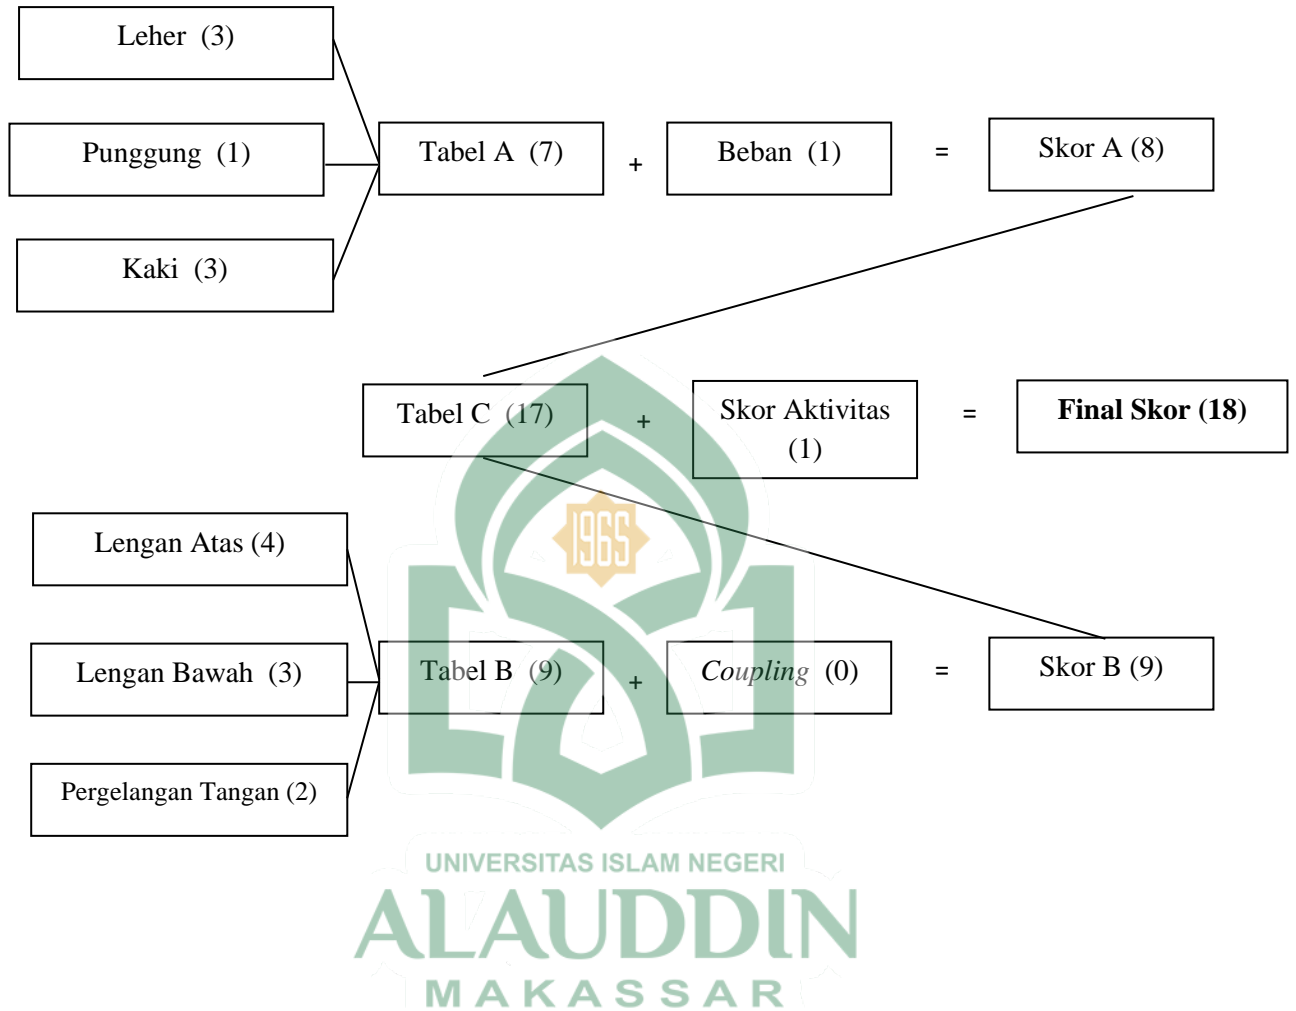 Leher (3)
Punggung (1)
Tabel A (7)
+
Beban (1)
=
Skor A (8)
Kaki (3)
Tabel C (17)
+
Skor Aktivitas
(1)
=
Final Skor (18)
1965
Lengan Atas (4)
Lengan Bawah (3)
Tabel B (9)
+
Coupling (0)
=
Skor B (9)
Pergelangan Tangan (2)
UNIVERSITAS ISLAM NEGERI
ALAUDDIN
MAKASSAR